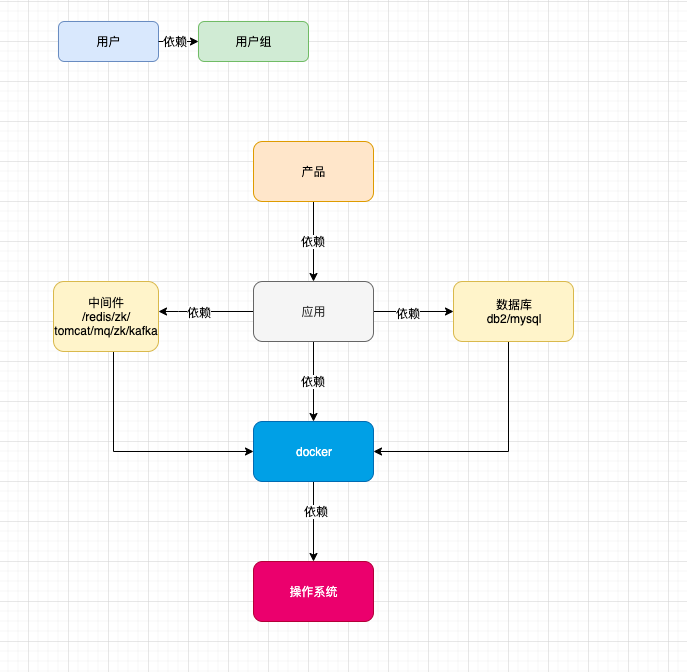 用户
依赖
用户组
产品
依赖
中间件
/redis/zk/
tomcat/mq/zk/kafka
依赖
应用
依赖
数据库
db2/mysql
依赖
docker
依赖
操作系统